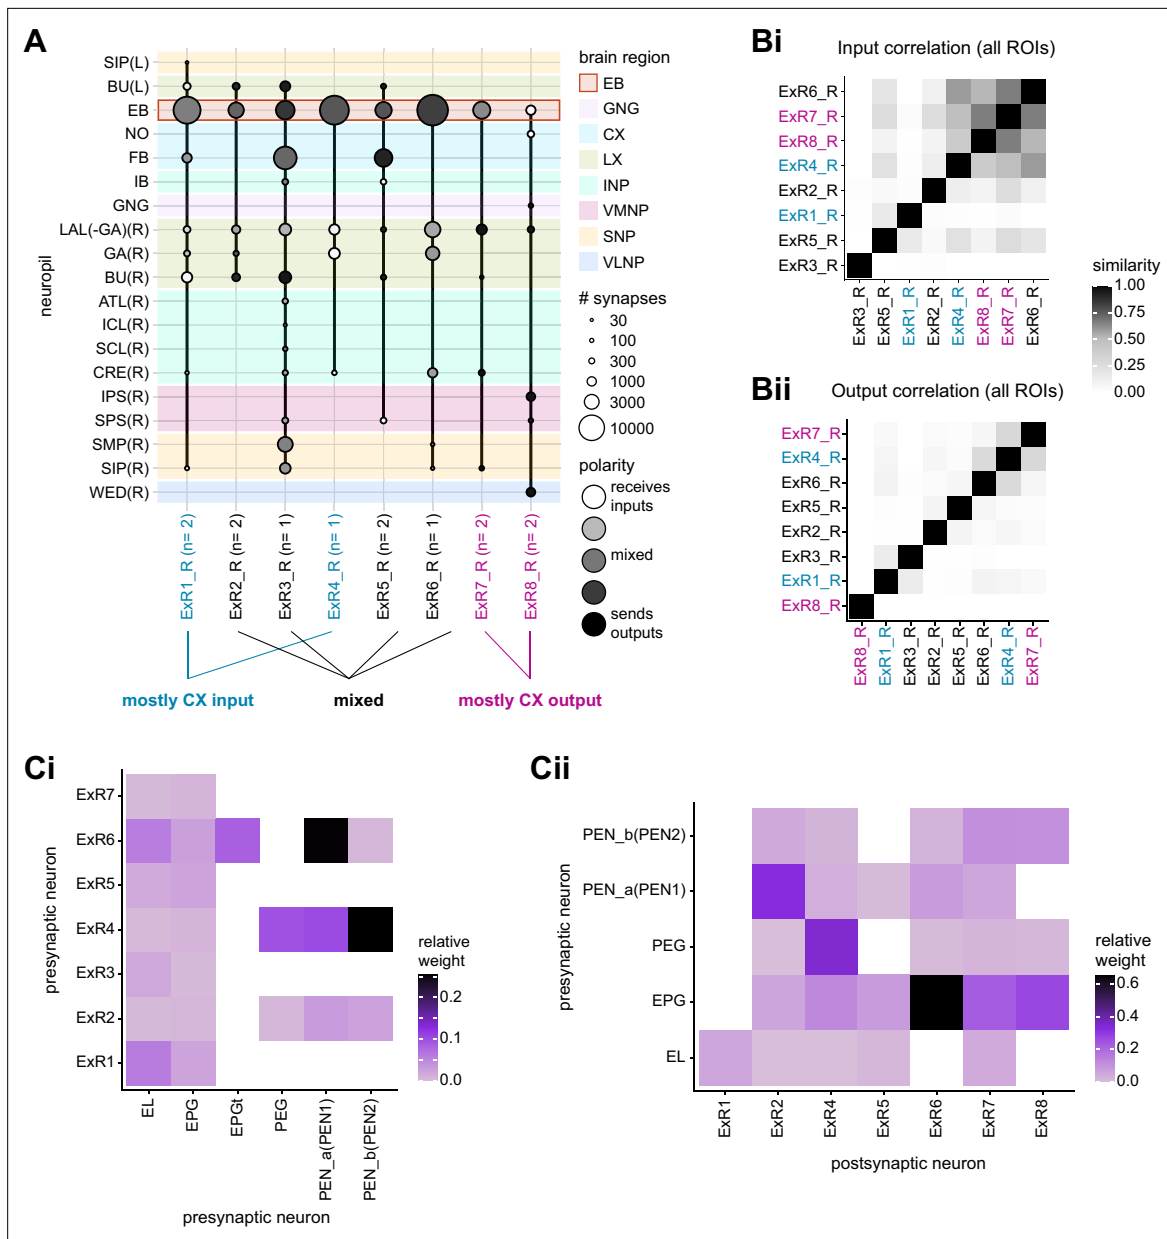 A
SIP(L)
BU(L)
EB
NO
FB
IB
GNG
LAL(-GA)(R)
GA(R)
BU(R)
ATL(R)
ICL(R)
SCL(R)
CRE(R)
IPS(R)
SPS(R)
SMP(R)
SIP(R)
WED(R)
neuropil
ExR1_R (n= 2)
ExR2_R (n= 2)
ExR3_R (n= 1)
ExR4_R (n= 1)
ExR5_R (n= 2)
ExR6_R (n= 1)
ExR7_R (n= 2)
ExR8_R (n= 2)
mostly CX input
mixed
mostly CX output
brain region
EB
GNG
CX
LX
INP
VMNP
SNP
VLNP
# synapses
30
100
300
1000
3000
10000
polarity
receives
inputs
mixed
sends
outputs
Bi
Input correlation (all ROIs)
ExR6_R
ExR7_R
ExR8_R
ExR4_R
ExR2_R
ExR1_R
ExR5_R
ExR3_R
ExR3_R
ExR5_R
ExR1_R
ExR2_R
ExR4_R
ExR8_R
ExR7_R
ExR6_R
similarity
1.00
0.75
0.50
0.25
0.00
Bii
Output correlation (all ROIs)
ExR7_R
ExR4_R
ExR6_R
ExR5_R
ExR2_R
ExR3_R
ExR1_R
ExR8_R
ExR8_R
ExR1_R
ExR3_R
ExR2_R
ExR5_R
ExR6_R
ExR4_R
ExR7_R
Ci
ExR7
ExR6
ExR5
ExR4
ExR3
ExR2
ExR1
presynaptic neuron
EL
EPG
EPGt
PEG
PEN_a(PEN1)
PEN_b(PEN2)
presynaptic neuron
relative
weight
0.2
0.1
0.0
Cii
PEN_b(PEN2)
PEN_a(PEN1)
PEG
EPG
EL
presynaptic neuron
ExR1
ExR2
ExR4
ExR5
ExR6
ExR7
ExR8
postsynaptic neuron
relative
weight
0.6
0.4
0.2
0.0